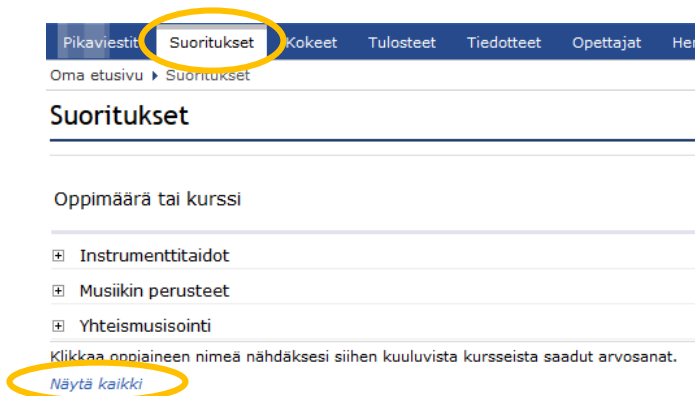 Pikaviestit Suoritukset Kokeet Tulosteet Tiedotteet Opettajat
Oma etusivu Suoritukset
Suoritukset
Oppimäärä tai kurssi
Instrumenttitaidot
Musiikin perusteet
Yhteismusisointi
Klikkaa oppiaineen nimeä nähdäksesi siihen kuuluvista kursseista saadut arvosanat.
Näytä kaikki